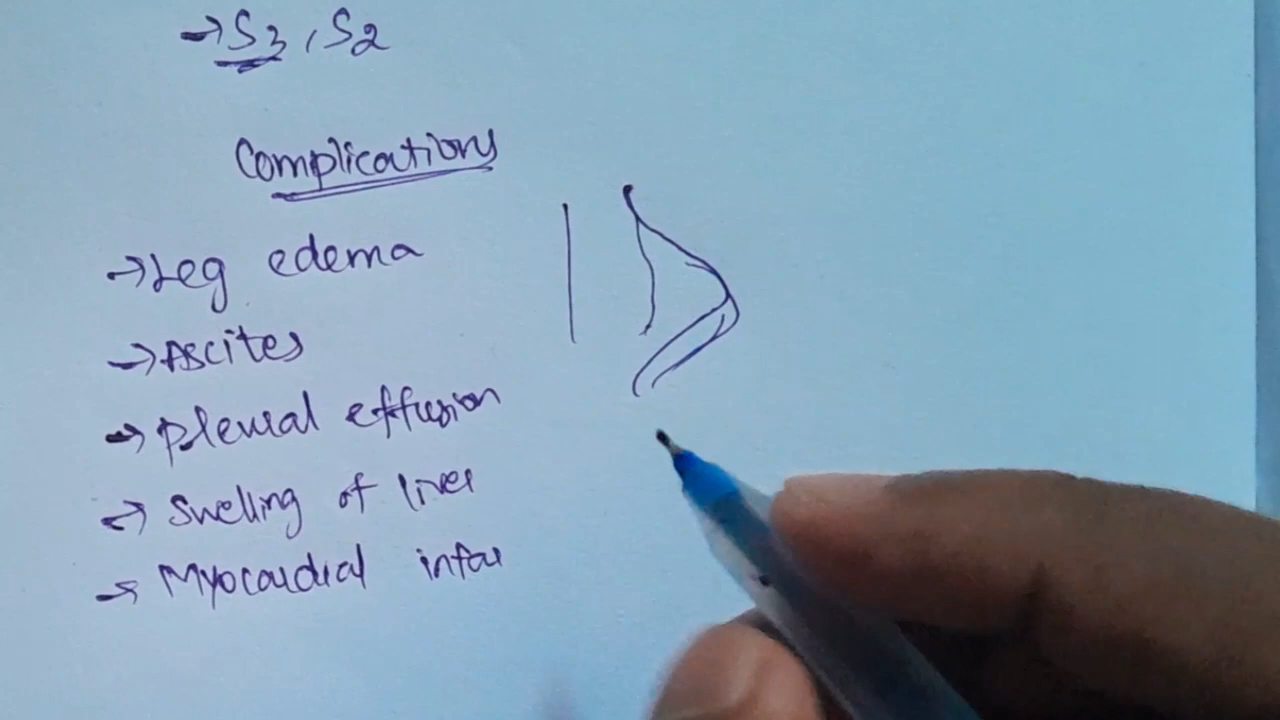 →S3, S2
Complications
→Leg edema
→Ascites
→ pleural effusion
→ Swelling of liver
→ Myocardial infar